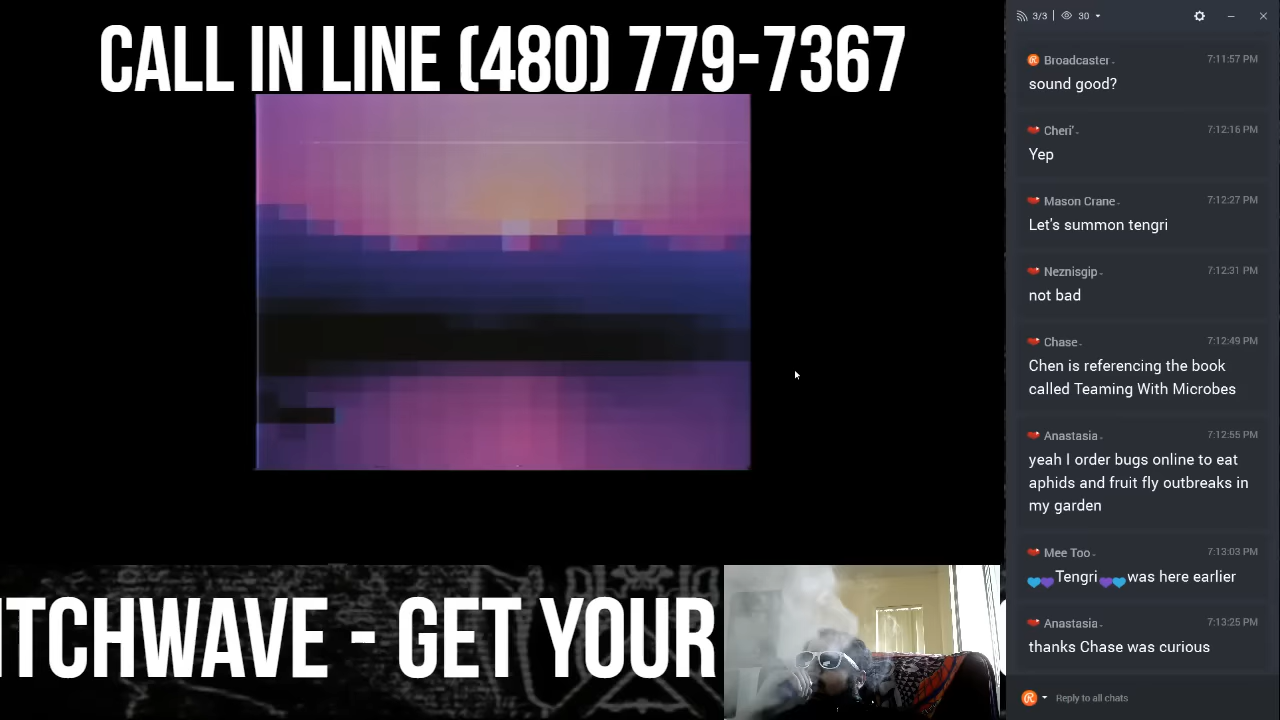 CALL IN LINE (480) 779-7367
ITCHWAVE - GET YOUR
3/3 | 30
Broadcaster - 7:11:57 PM
sound good?
Cheri' - 7:12:16 PM
Yep
Mason Crane - 7:12:27 PM
Let's summon tengri
Neznisgip - 7:12:31 PM
not bad
Chase - 7:12:49 PM
Chen is referencing the book
called Teaming With Microbes
Anastasia - 7:12:55 PM
yeah I order bugs online to eat
aphids and fruit fly outbreaks in
my garden
Mee Too - 7:13:03 PM
💙💜Tengri💜💙was here earlier
Anastasia - 7:13:25 PM
thanks Chase was curious
Reply to all chats